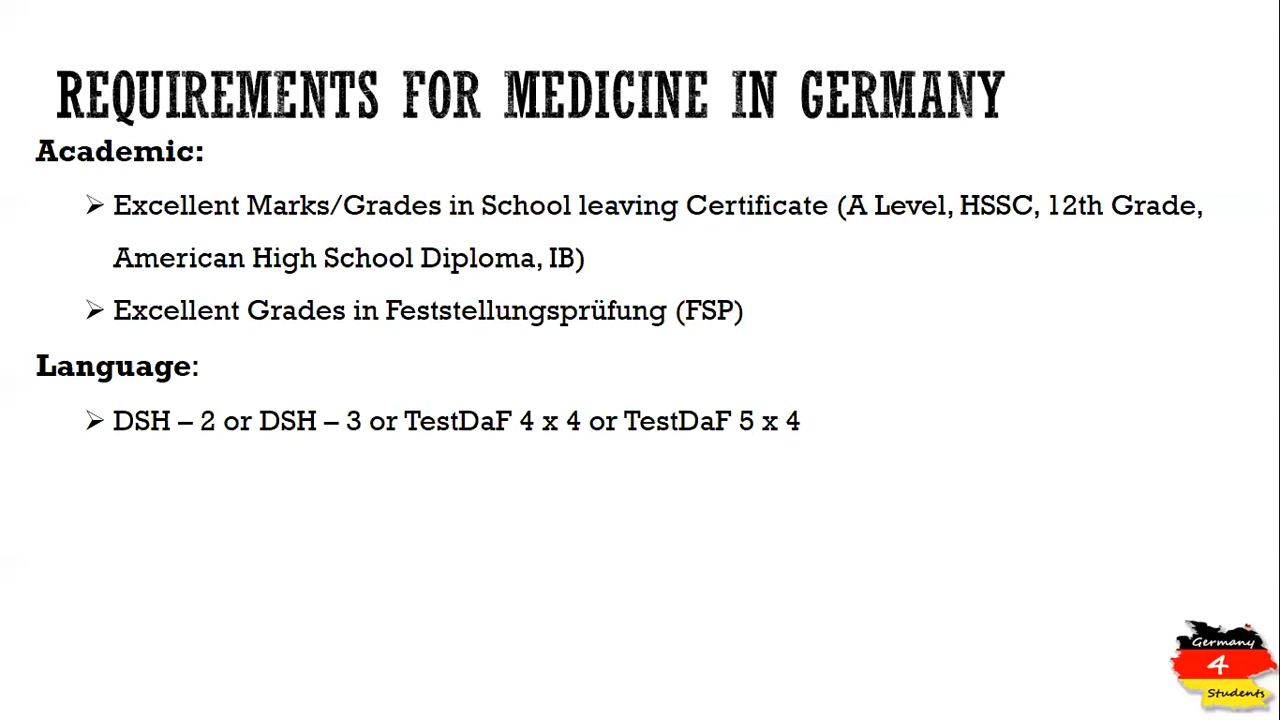 REQUIREMENTS FOR MEDICINE IN GERMANY
Academic:
➢ Excellent Marks/Grades in School leaving Certificate (A Level, HSSC, 12th Grade,
American High School Diploma, IB)
➢ Excellent Grades in Feststellungsprüfung (FSP)
Language:
➢ DSH – 2 or DSH – 3 or TestDaF 4 x 4 or TestDaF 5 x 4
Germany
4
Students